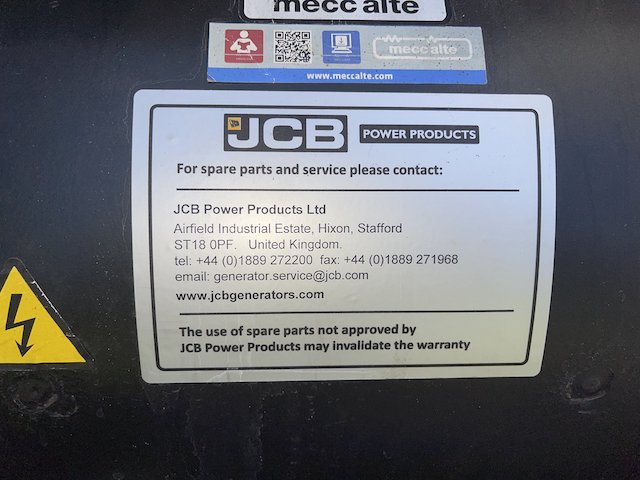 mecc alte
mecc alte
www.meccalte.com
JCB POWER PRODUCTS
For spare parts and service please contact:
JCB Power Products Ltd
Airfield Industrial Estate, Hixon, Stafford
ST18 0PF. United Kingdom.
tel: +44 (0)1889 272200 fax: +44 (0)1889 271968
email: generator.service@jcb.com
www.jcbgenerators.com
The use of spare parts not approved by
JCB Power Products may invalidate the warranty